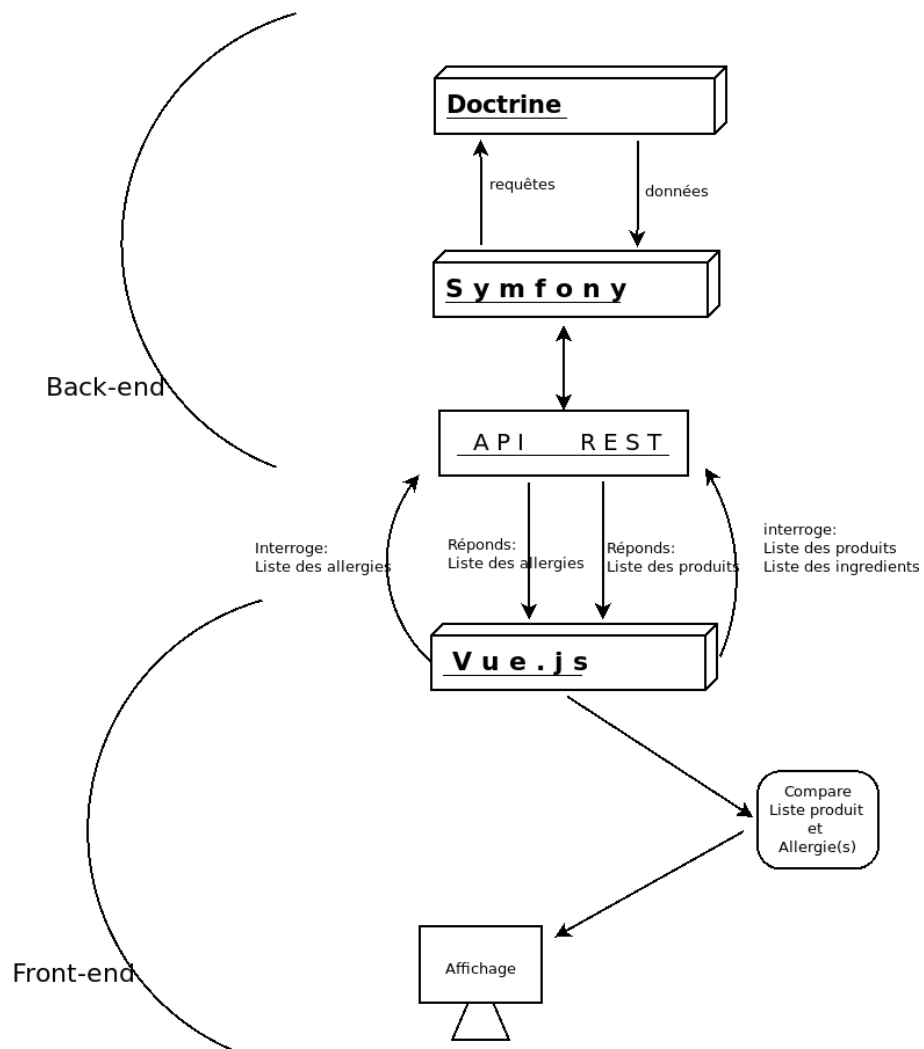 Doctrine
requêtes
données
Symfony
Back-end
API REST
Interroge:
Liste des allergies
Réponds:
Liste des allergies
Réponds:
Liste des produits
interroge:
Liste des produits
Liste des ingredients
Vue.js
Compare
Liste produit
et
Allergie(s)
Affichage
Front-end